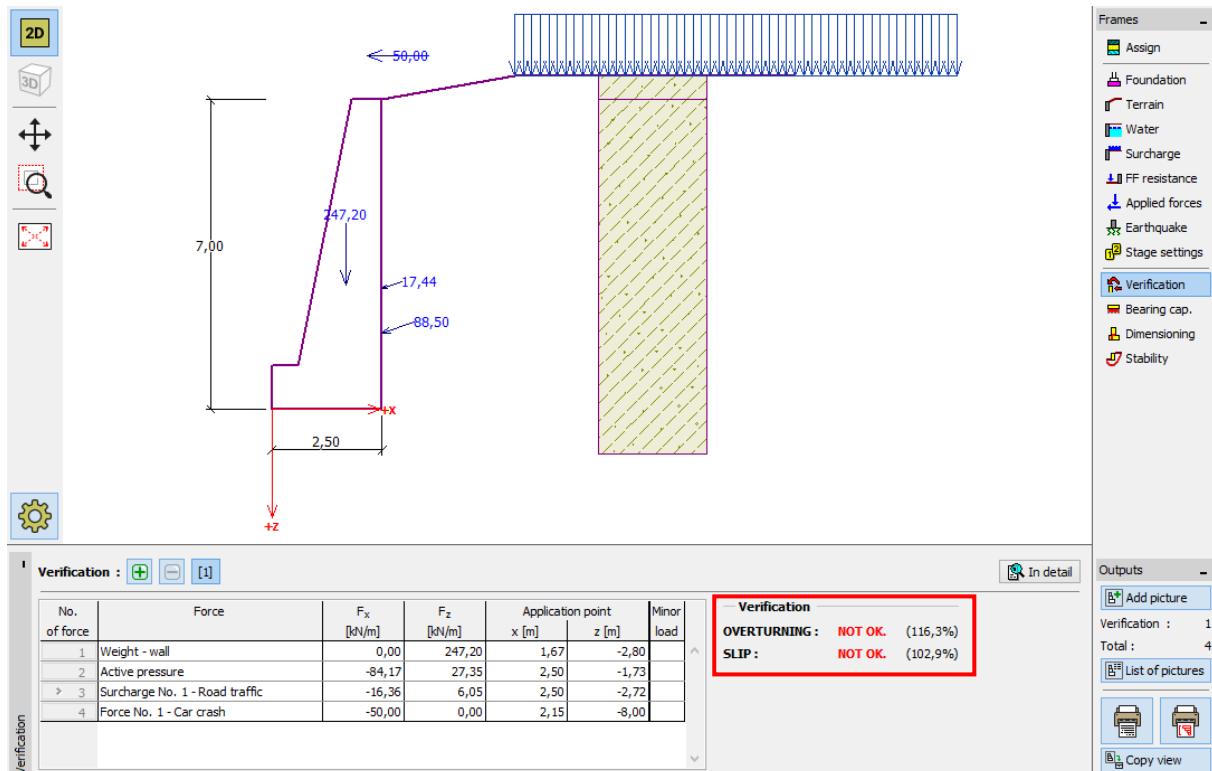 2D
3D
50,00
7,00
247,20
17,44
88,50
+x
2,50
+z
Frames
Assign
Foundation
Terrain
Water
Surcharge
FF resistance
Applied forces
Earthquake
Stage settings
Verification
Bearing cap.
Dimensioning
Stability
Verification
Verification : [1] In detail
No. Force Fx Fz Application point Minor
of force [kN/m] [kN/m] x [m] z [m] load
1 Weight - wall 0,00 247,20 1,67 -2,80
2 Active pressure -84,17 27,35 2,50 -1,73
> 3 Surcharge No. 1 - Road traffic -16,36 6,05 2,50 -2,72
4 Force No. 1 - Car crash -50,00 0,00 2,15 -8,00
Verification
OVERTURNING : NOT OK. (116,3%)
SLIP : NOT OK. (102,9%)
Outputs
Add picture
Verification : 1
Total : 4
List of pictures
Copy view